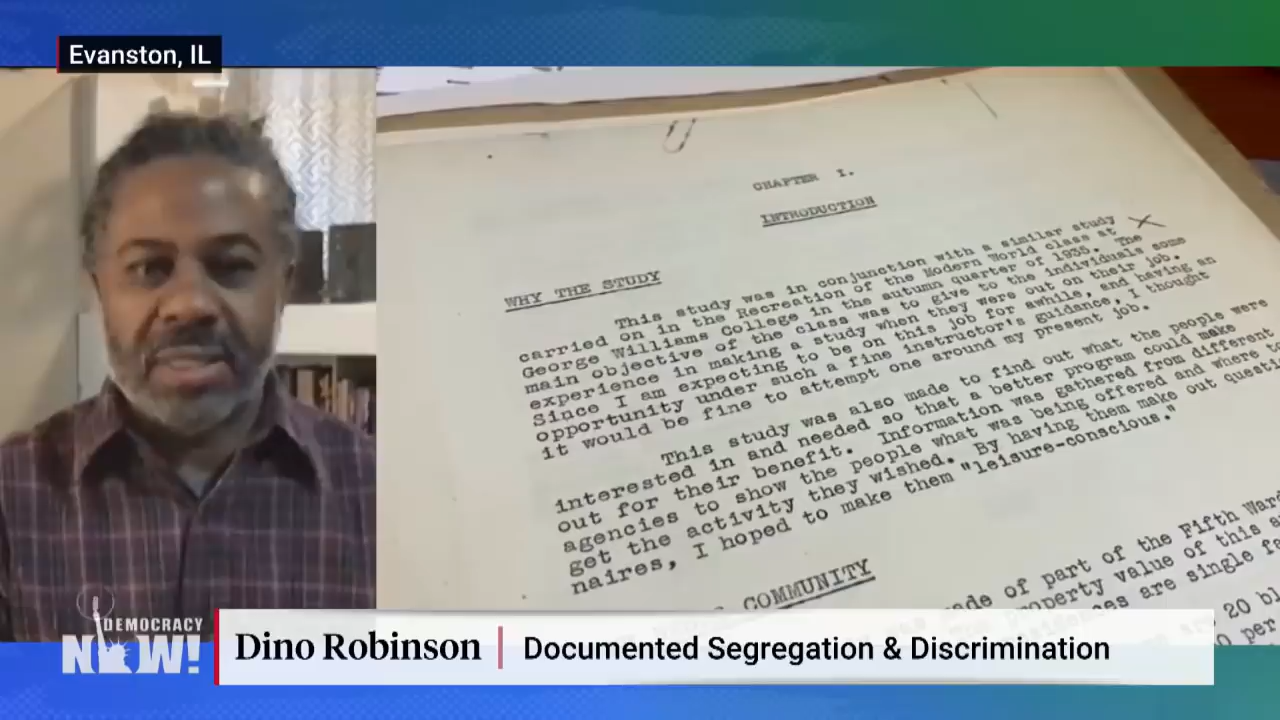 Evanston, IL
CHAPTER I.
INTRODUCTION
WHY THE STUDY
This study was in conjunction with a similar study
carried on in the Recreation of the Modern World class at
George Williams College in the autumn quarter of 1935. The
main objective of the class was to give to the individuals some
experience in making a study when they were out on their job.
Since I am expecting to be on this job for awhile, and having an
opportunity under such a fine instructor's guidance, I thought
it would be fine to attempt one around my present job.
This study was also made to find out what the people were
interested in and needed so that a better program could make
out for their benefit. Information was gathered from different
agencies to show the people what was being offered and where to
get the activity they wished. By having them make out questi
naires, I hoped to make them "leisure-conscious."
COMMUNITY
made of part of the Fifth Ward
property value of this
are single
20
per
DEMOCRACY
NOW!
Dino Robinson
Documented Segregation & Discrimination